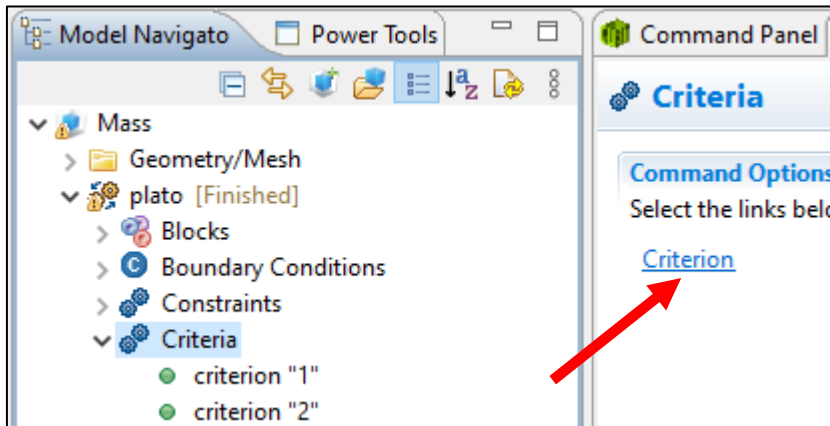 Model Navigato
Power Tools
Mass
Geometry/Mesh
plato [Finished]
Blocks
Boundary Conditions
Constraints
Criteria
criterion "1"
criterion "2"
Command Panel
Criteria
Command Options
Select the links belo
Criterion